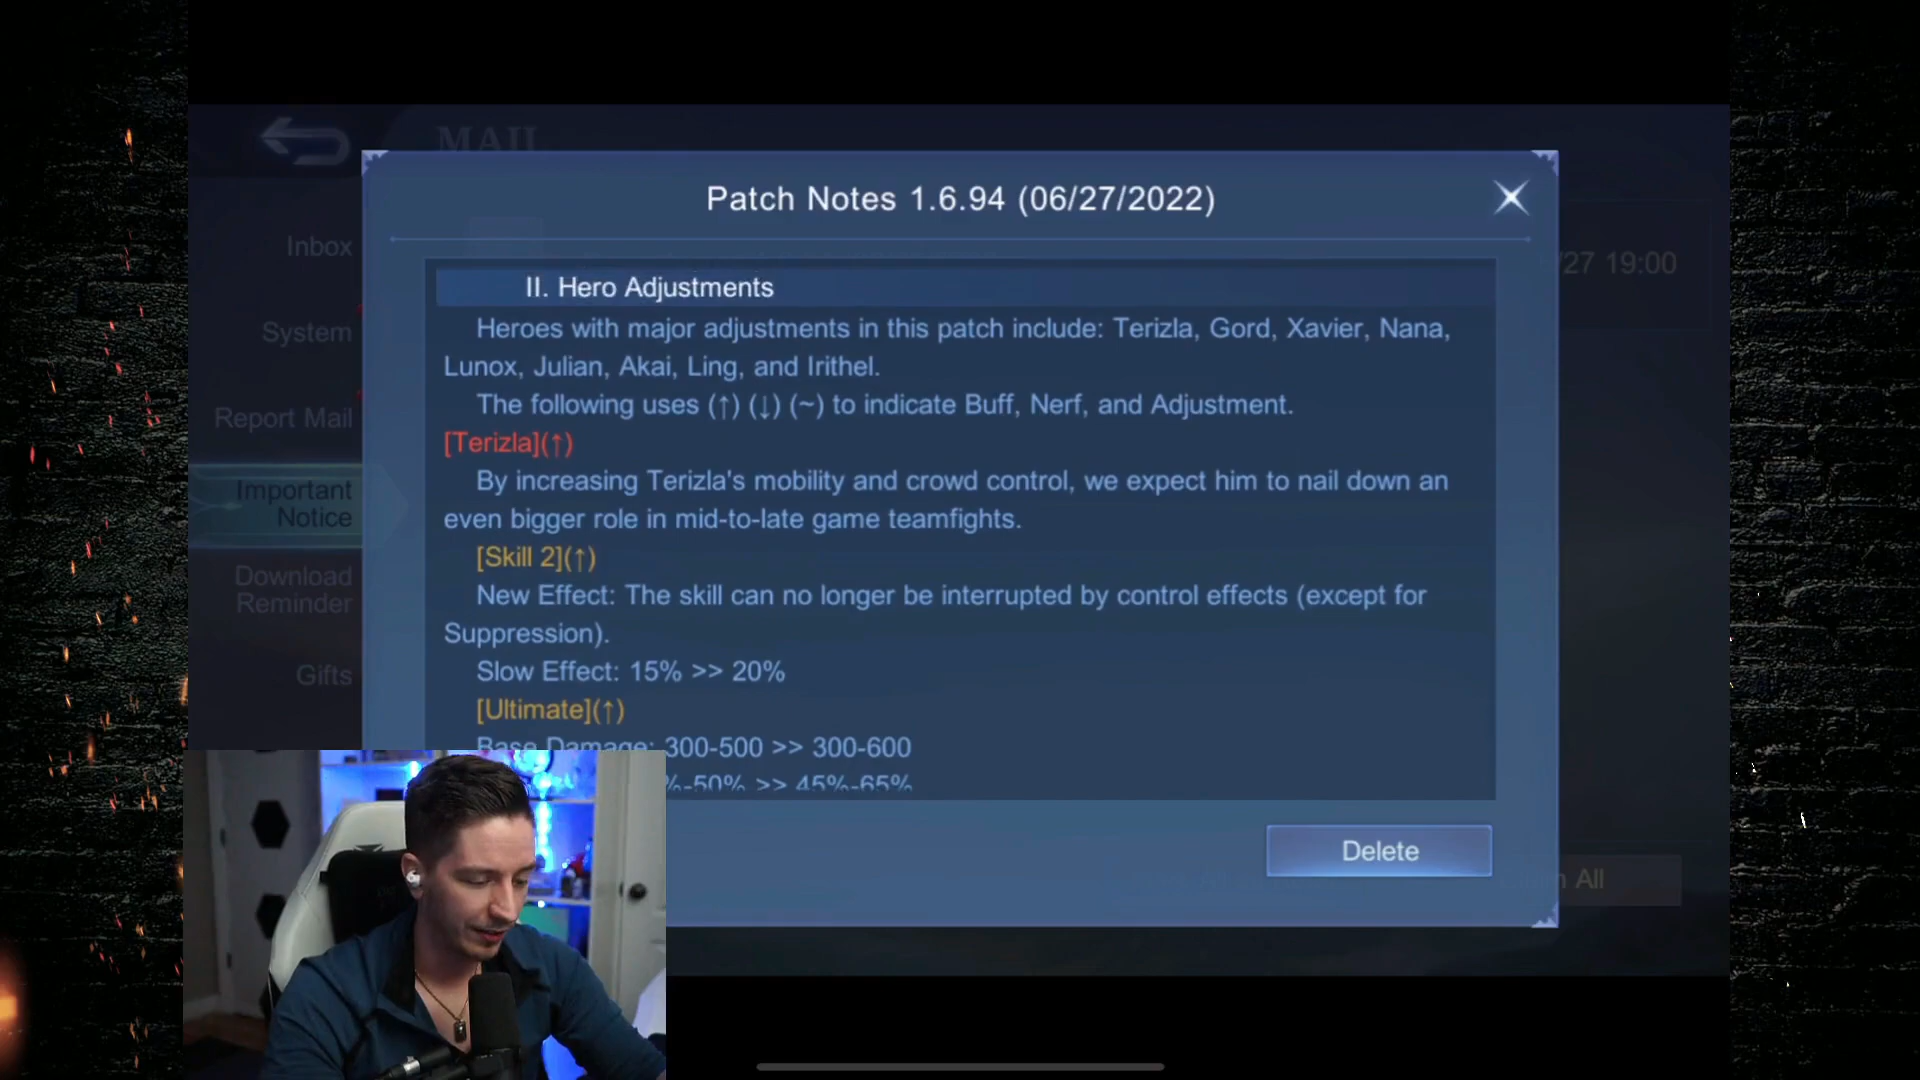 MAIL
Patch Notes 1.6.94 (06/27/2022)
Inbox
System
Report Mail
Important
Notice
Download
Reminder
Gifts
/27 19:00
II. Hero Adjustments
Heroes with major adjustments in this patch include: Terizla, Gord, Xavier, Nana,
Lunox, Julian, Akai, Ling, and Irithel.
The following uses (↑) (↓) (~) to indicate Buff, Nerf, and Adjustment.
[Terizla](↑)
By increasing Terizla's mobility and crowd control, we expect him to nail down an
even bigger role in mid-to-late game teamfights.
[Skill 2](↑)
New Effect: The skill can no longer be interrupted by control effects (except for
Suppression).
Slow Effect: 15% >> 20%
[Ultimate](↑)
Base Damage: 300-500 >> 300-600
%-50% >> 45%-65%
Delete
All